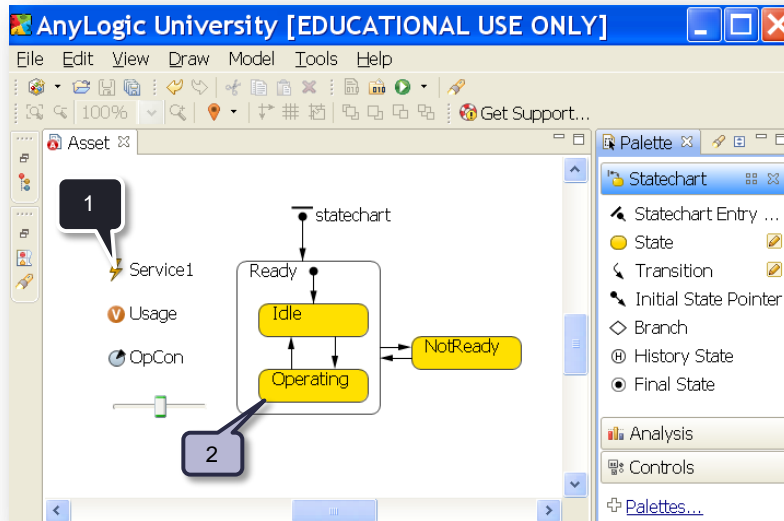 AnyLogic University [EDUCATIONAL USE ONLY]
File Edit View Draw Model Tools Help
100% Get Support...
Asset
Palette
Statechart
1
statechart
Statechart Entry ...
State
Service1
Ready
Transition
Initial State Pointer
Usage
Idle
Branch
NotReady
OpCon
History State
Operating
Final State
2
Analysis
Controls
Palettes...